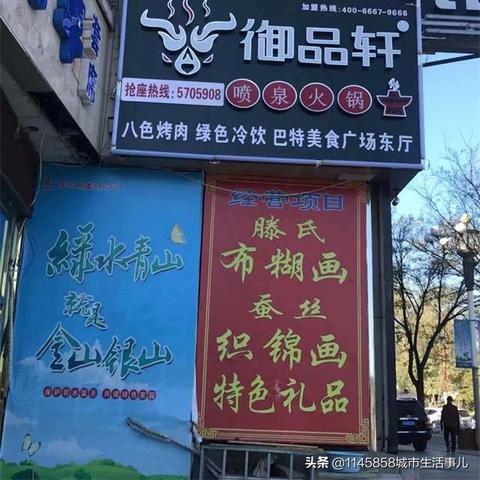 加盟热线:400-6667-9666
御品轩
抢座热线:5705908
喷泉火锅
八色烤肉 绿色冷饮 巴特美食广场东厅
绿水青山
就是
金山银山
经营项目
滕氏
布糊画
蚕丝
织锦画
特色礼品
头条 @1145858城市生活事儿